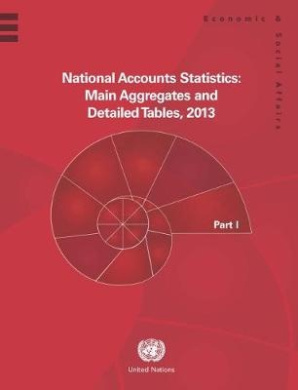 Economic &
Social Affairs
National Accounts Statistics:
Main Aggregates and
Detailed Tables, 2013
Part I
United Nations